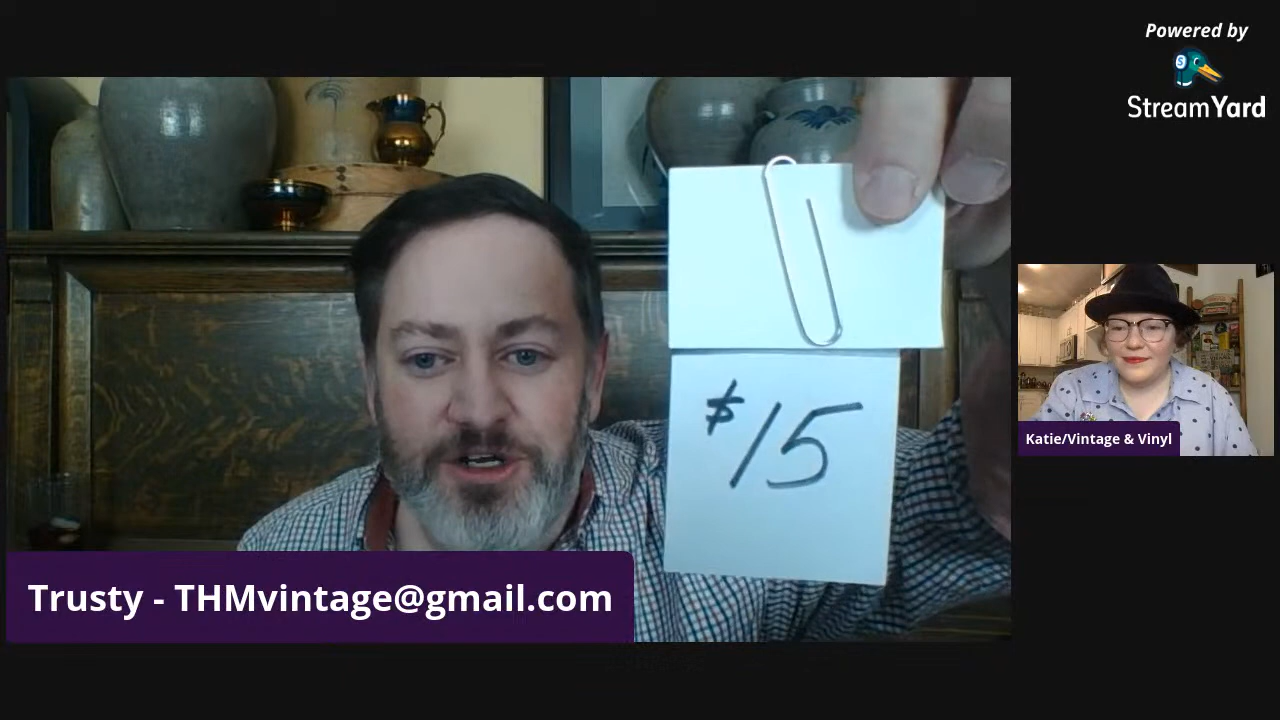 Powered by
StreamYard
$15
Trusty - THMvintage@gmail.com
Katie/Vintage & Vinyl